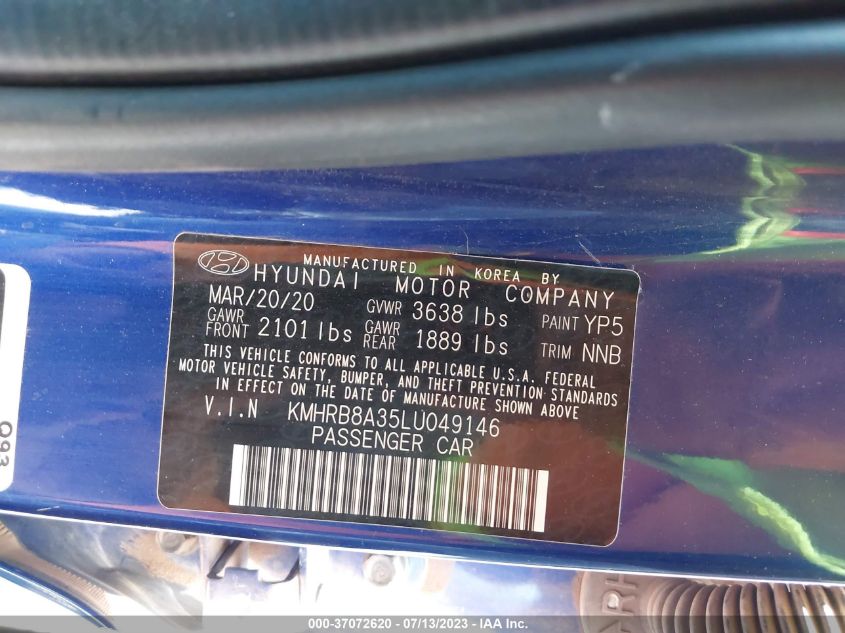 MANUFACTURED IN KOREA BY
HYUNDAI MOTOR COMPANY
MAR/20/20 GVWR 3638 lbs PAINT YP5
GAWR FRONT 2101 lbs GAWR REAR 1889 lbs TRIM NNB
THIS VEHICLE CONFORMS TO ALL APPLICABLE U.S.A. FEDERAL
MOTOR VEHICLE SAFETY, BUMPER, AND THEFT PREVENTION STANDARDS
IN EFFECT ON THE DATE OF MANUFACTURE SHOWN ABOVE
V.I.N KMHRB8A35LU049146
PASSENGER CAR
093
000-37072620 - 07/13/2023 - IAA Inc.